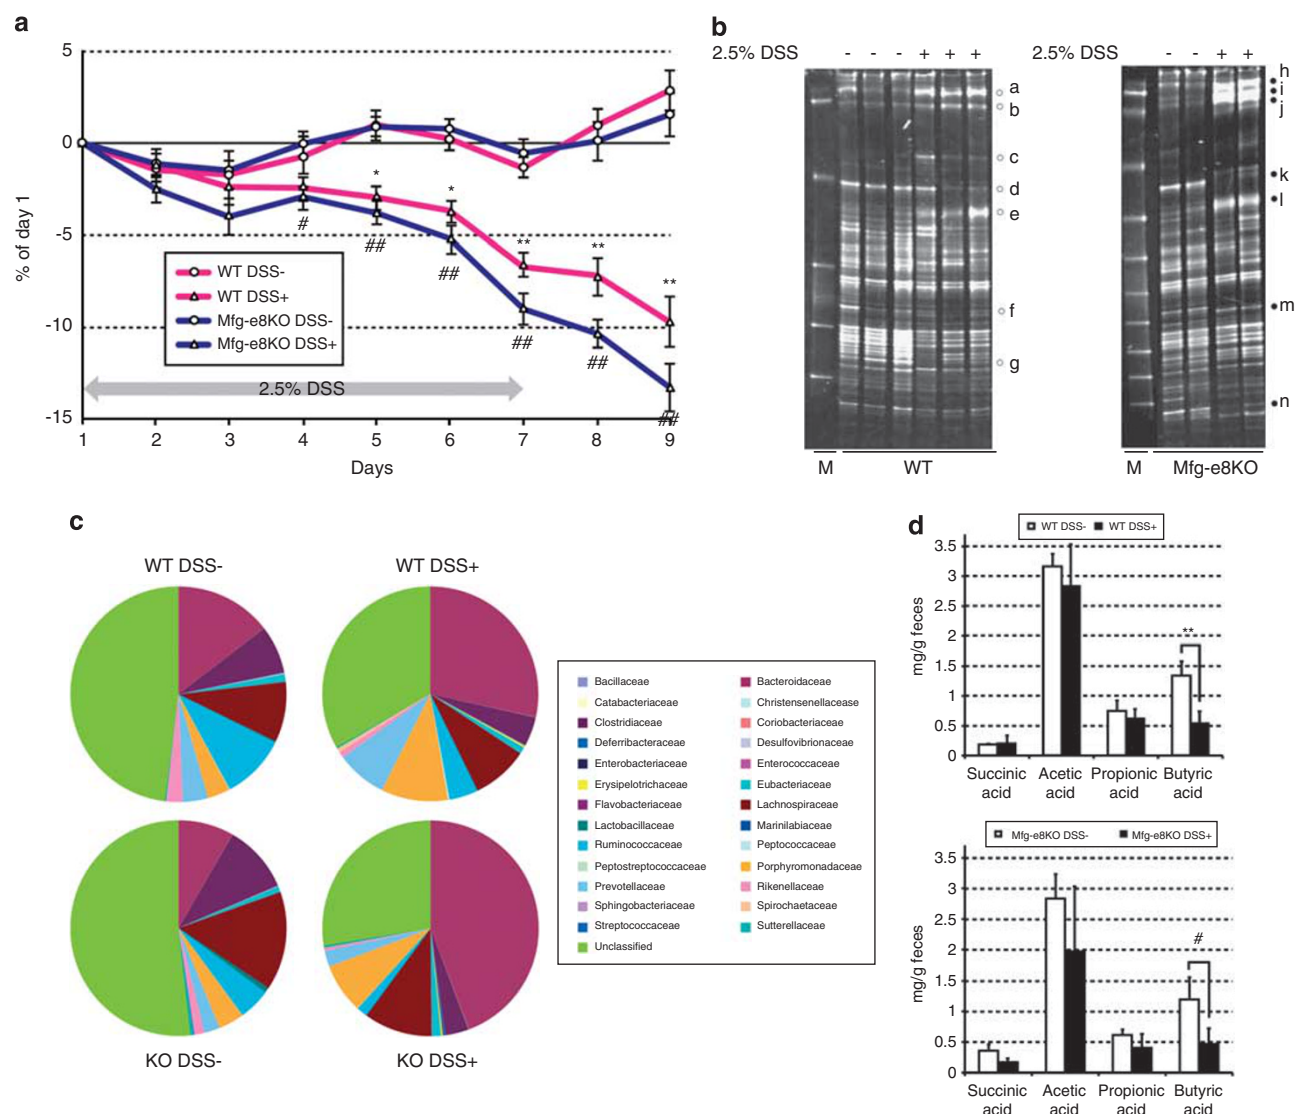 a
5
0
-5
-10
-15
% of day 1
*
*
**
**
**
#
##
##
##
##
##
WT DSS-
WT DSS+
Mfg-e8KO DSS-
Mfg-e8KO DSS+
2.5% DSS
1 2 3 4 5 6 7 8 9
Days
b
2.5% DSS - - - + + +
a
b
c
d
e
f
g
M WT
2.5% DSS - - + +
h
i
j
k
l
m
n
M Mfg-e8KO
c
WT DSS-
WT DSS+
KO DSS-
KO DSS+
Bacillaceae Bacteroidaceae
Catabacteriaceae Christensenellacease
Clostridiaceae Coriobacteriaceae
Deferribacteraceae Desulfovibrionaceae
Enterobacteriaceae Enterococcaceae
Erysipelotrichaceae Eubacteriaceae
Flavobacteriaceae Lachnospiraceae
Lactobacillaceae Marinilabiaceae
Ruminococcaceae Peptococcaceae
Peptostreptococcaceae Porphyromonadaceae
Prevotellaceae Rikenellaceae
Sphingobacteriaceae Spirochaetaceae
Streptococcaceae Sutterellaceae
Unclassified
d
WT DSS- WT DSS+
3.5
3
2.5
2
1.5
1
0.5
0
mg/g feces
**
Succinic acid
Acetic acid
Propionic acid
Butyric acid
Mfg-e8KO DSS- Mfg-e8KO DSS+
3.5
3
2.5
2
1.5
1
0.5
0
mg/g feces
#
Succinic acid
Acetic acid
Propionic acid
Butyric acid